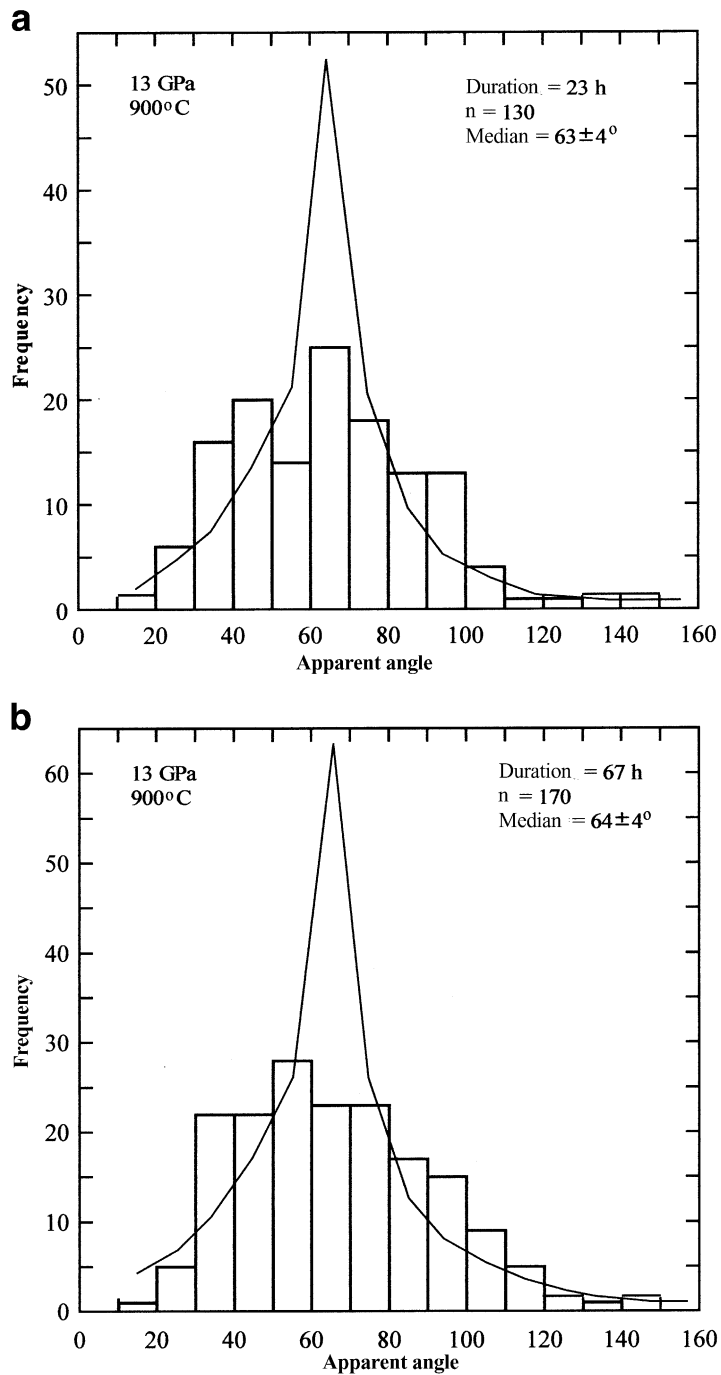 a
13 GPa
900°C
Duration = 23 h
n = 130
Median = 63±4°
50
40
30
20
10
0
Frequency
0 20 40 60 80 100 120 140 160
Apparent angle
b
13 GPa
900°C
Duration = 67 h
n = 170
Median = 64±4°
60
50
40
30
20
10
0
Frequency
0 20 40 60 80 100 120 140 160
Apparent angle